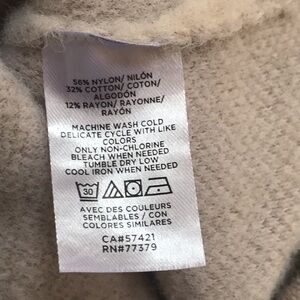 56% NYLON/ NILÓN
32% COTTON/ COTON/
ALGODÓN
12% RAYON/ RAYONNE/
RAYÓN
MACHINE WASH COLD
DELICATE CYCLE WITH LIKE
COLORS
ONLY NON-CHLORINE
BLEACH WHEN NEEDED
TUMBLE DRY LOW
COOL IRON WHEN NEEDED
30
AVEC DES COULEURS
SEMBLABLES / CON
COLORES SIMILARES
CA#57421
RN#77379